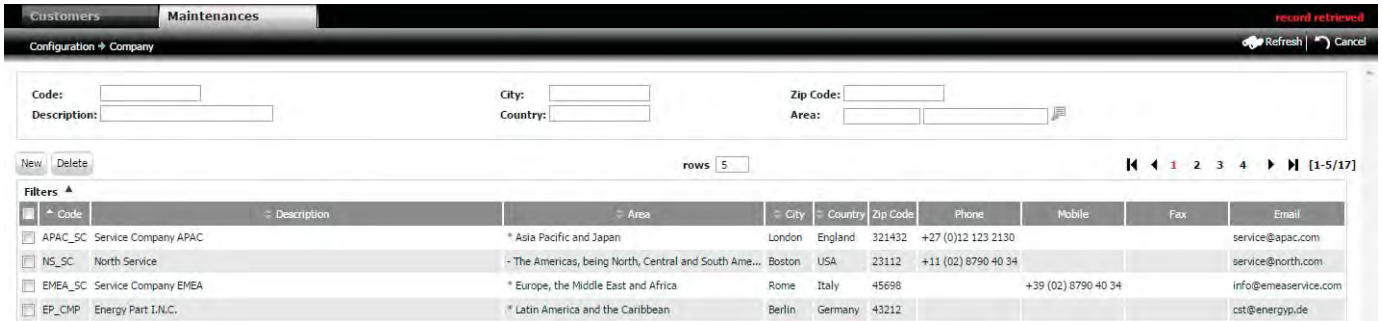 Customers Maintenances record retrieved
Configuration Company Refresh Cancel
Code: City: Zip Code:
Description: Country: Area:
New Delete rows 5 1 2 3 4 [1-5/17]
Filters
Code Description Area City Country Zip Code Phone Mobile Fax Email
APAC_SC Service Company APAC * Asia Pacific and Japan London England 321432 +27 (0)12 123 2130 service@apac.com
NS_SC North Service - The Americas, being North, Central and South Ame... Boston USA 23112 +11 (02) 8790 40 34 service@north.com
EMEA_SC Service Company EMEA * Europe, the Middle East and Africa Rome Italy 45698 +39 (02) 8790 40 34 info@emeaservice.com
EP_CMP Energy Part I.N.C. * Latin America and the Caribbean Berlin Germany 43212 cst@energyp.de